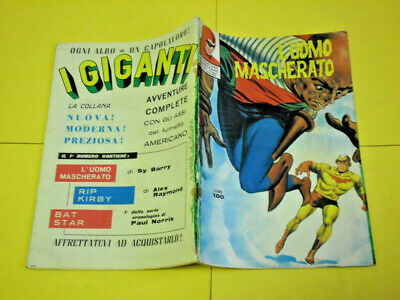 OGNI ALBO = UN CAPOLAVORO!
I GIGANTI
LA COLLANA
NUOVA!
MODERNA!
PREZIOSA!
AVVENTURE
COMPLETE
CON GLI ASSI
del fumetto
AMERICANO
IL 1° NUMERO CONTIENE:
L'UOMO
MASCHERATO
di Sy Barry
RIP
KIRBY
di Alex
Raymond
BAT
STAR
1° della serie
cronologica di
Paul Norris
AFFRETTATEVI AD ACQUISTARLO!
L'UOMO
MASCHERATO
LIRE
100